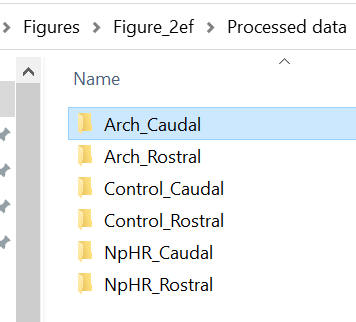 > Figures > Figure_2ef > Processed data
Name
Arch_Caudal
Arch_Rostral
Control_Caudal
Control_Rostral
NpHR_Caudal
NpHR_Rostral